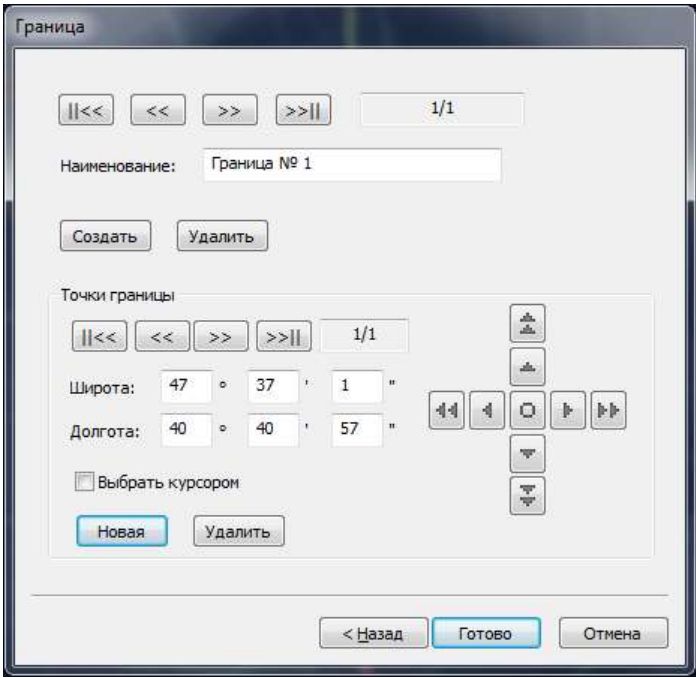 Граница
||<< << >> >>|| 1/1
Наименование: Граница № 1
Создать Удалить
Точки границы
||<< << >> >>|| 1/1
Широта: 47 ° 37 ' 1 "
Долгота: 40 ° 40 ' 57 "
Выбрать курсором
Новая Удалить
< Назад Готово Отмена